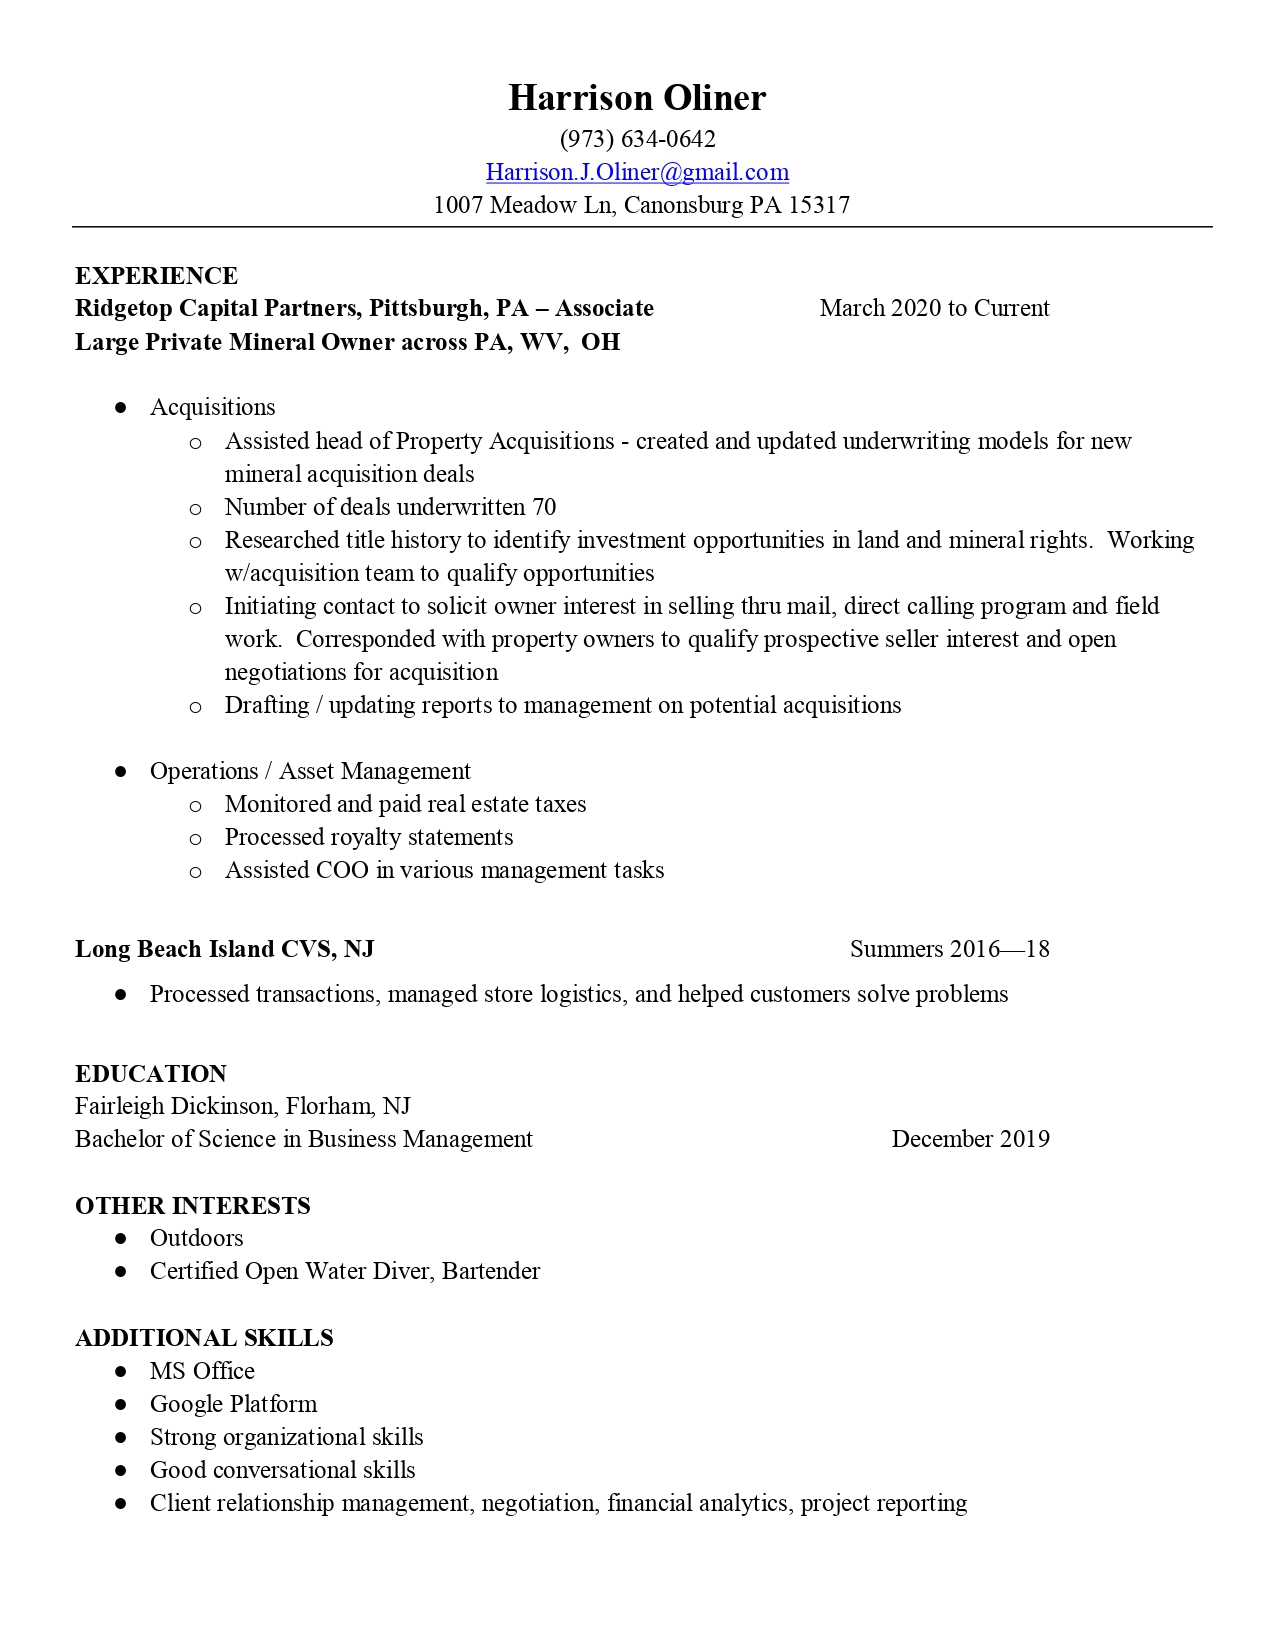 Harrison Oliner
(973) 634-0642
Harrison.J.Oliner@gmail.com
1007 Meadow Ln, Canonsburg PA 15317
EXPERIENCE
Ridgetop Capital Partners, Pittsburgh, PA – Associate March 2020 to Current
Large Private Mineral Owner across PA, WV,  OH
● Acquisitions
o Assisted head of Property Acquisitions - created and updated underwriting models for new
mineral acquisition deals
o Number of deals underwritten 70
o Researched title history to identify investment opportunities in land and mineral rights.  Working
w/acquisition team to qualify opportunities
o Initiating contact to solicit owner interest in selling thru mail, direct calling program and field
work.  Corresponded with property owners to qualify prospective seller interest and open
negotiations for acquisition
o Drafting / updating reports to management on potential acquisitions
● Operations / Asset Management
o Monitored and paid real estate taxes
o Processed royalty statements
o Assisted COO in various management tasks
Long Beach Island CVS, NJ Summers 2016—18
● Processed transactions, managed store logistics, and helped customers solve problems
EDUCATION
Fairleigh Dickinson, Florham, NJ
Bachelor of Science in Business Management December 2019
OTHER INTERESTS
● Outdoors
● Certified Open Water Diver, Bartender
ADDITIONAL SKILLS
● MS Office
● Google Platform
● Strong organizational skills
● Good conversational skills
● Client relationship management, negotiation, financial analytics, project reporting